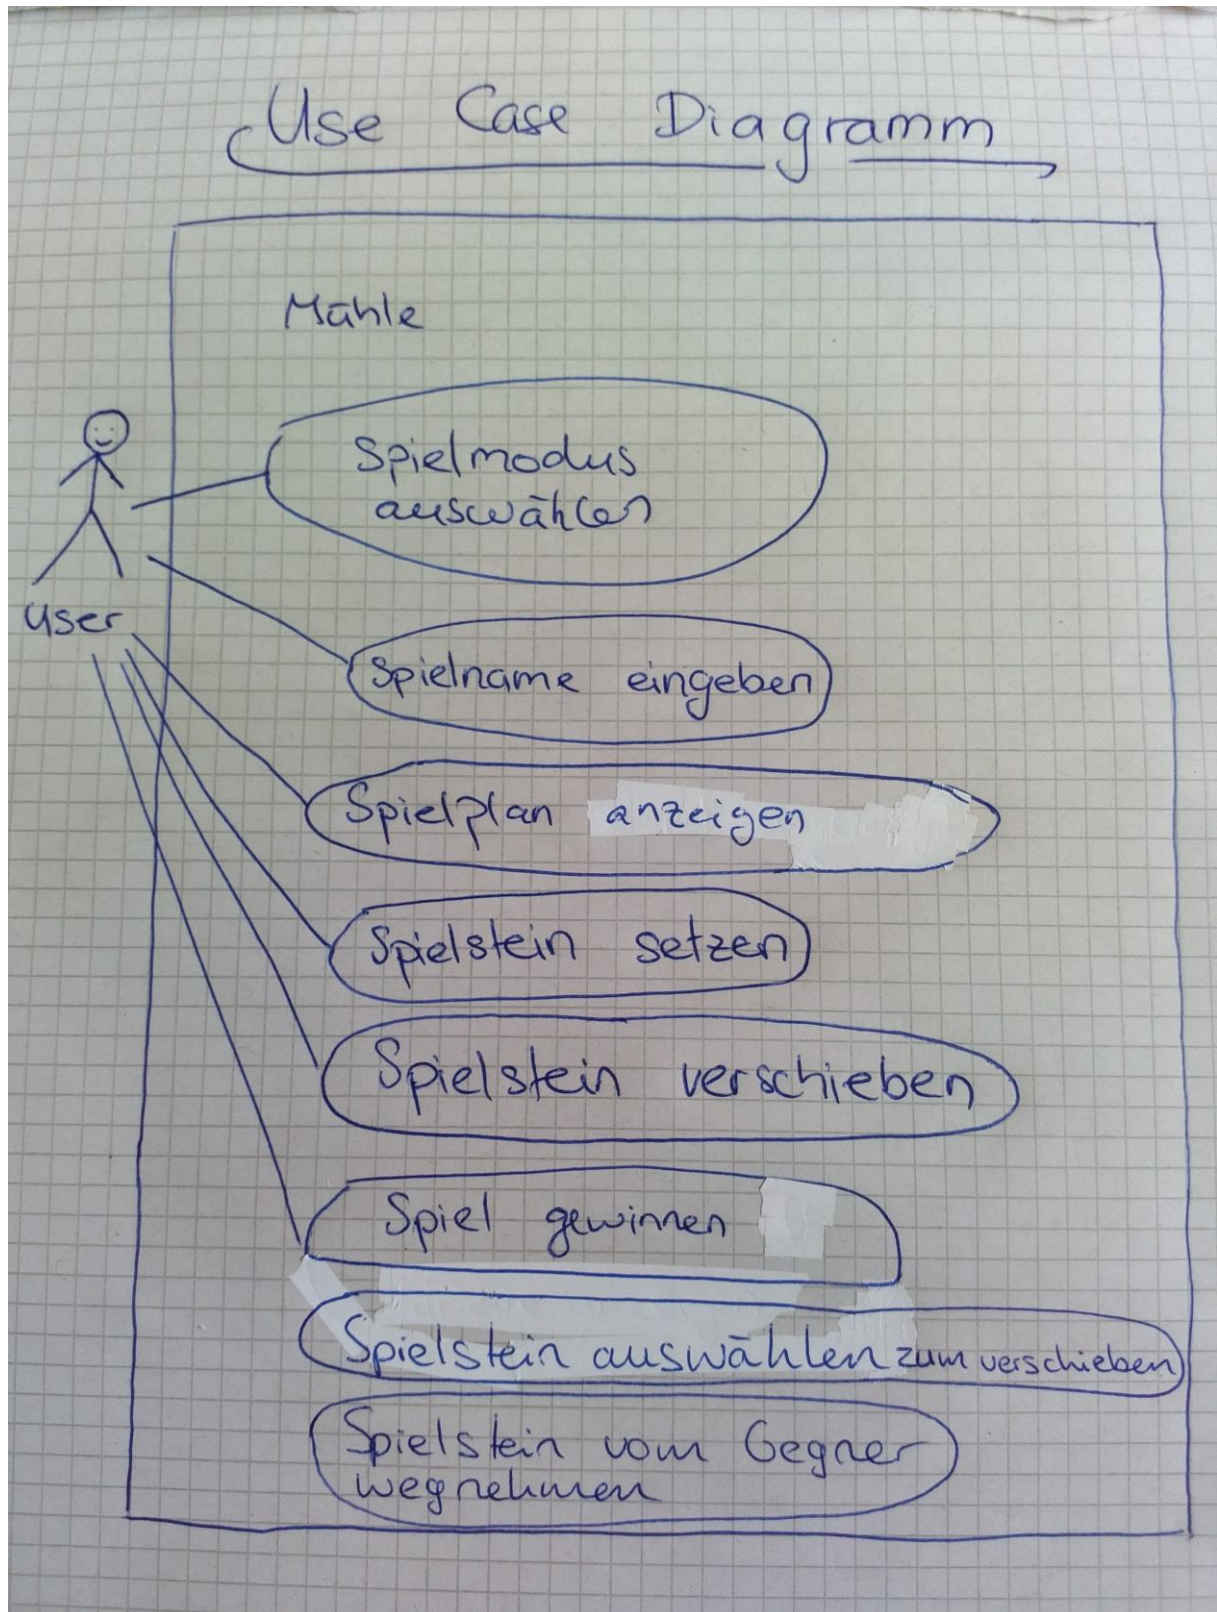 Use Case Diagramm
Mühle
Spielmodus
auswählen
User
Spielname eingeben
Spielplan anzeigen
Spielstein setzen
Spielstein verschieben
Spiel gewinnen
Spielstein auswählen zum verschieben
Spielstein vom Gegner
wegnehmen